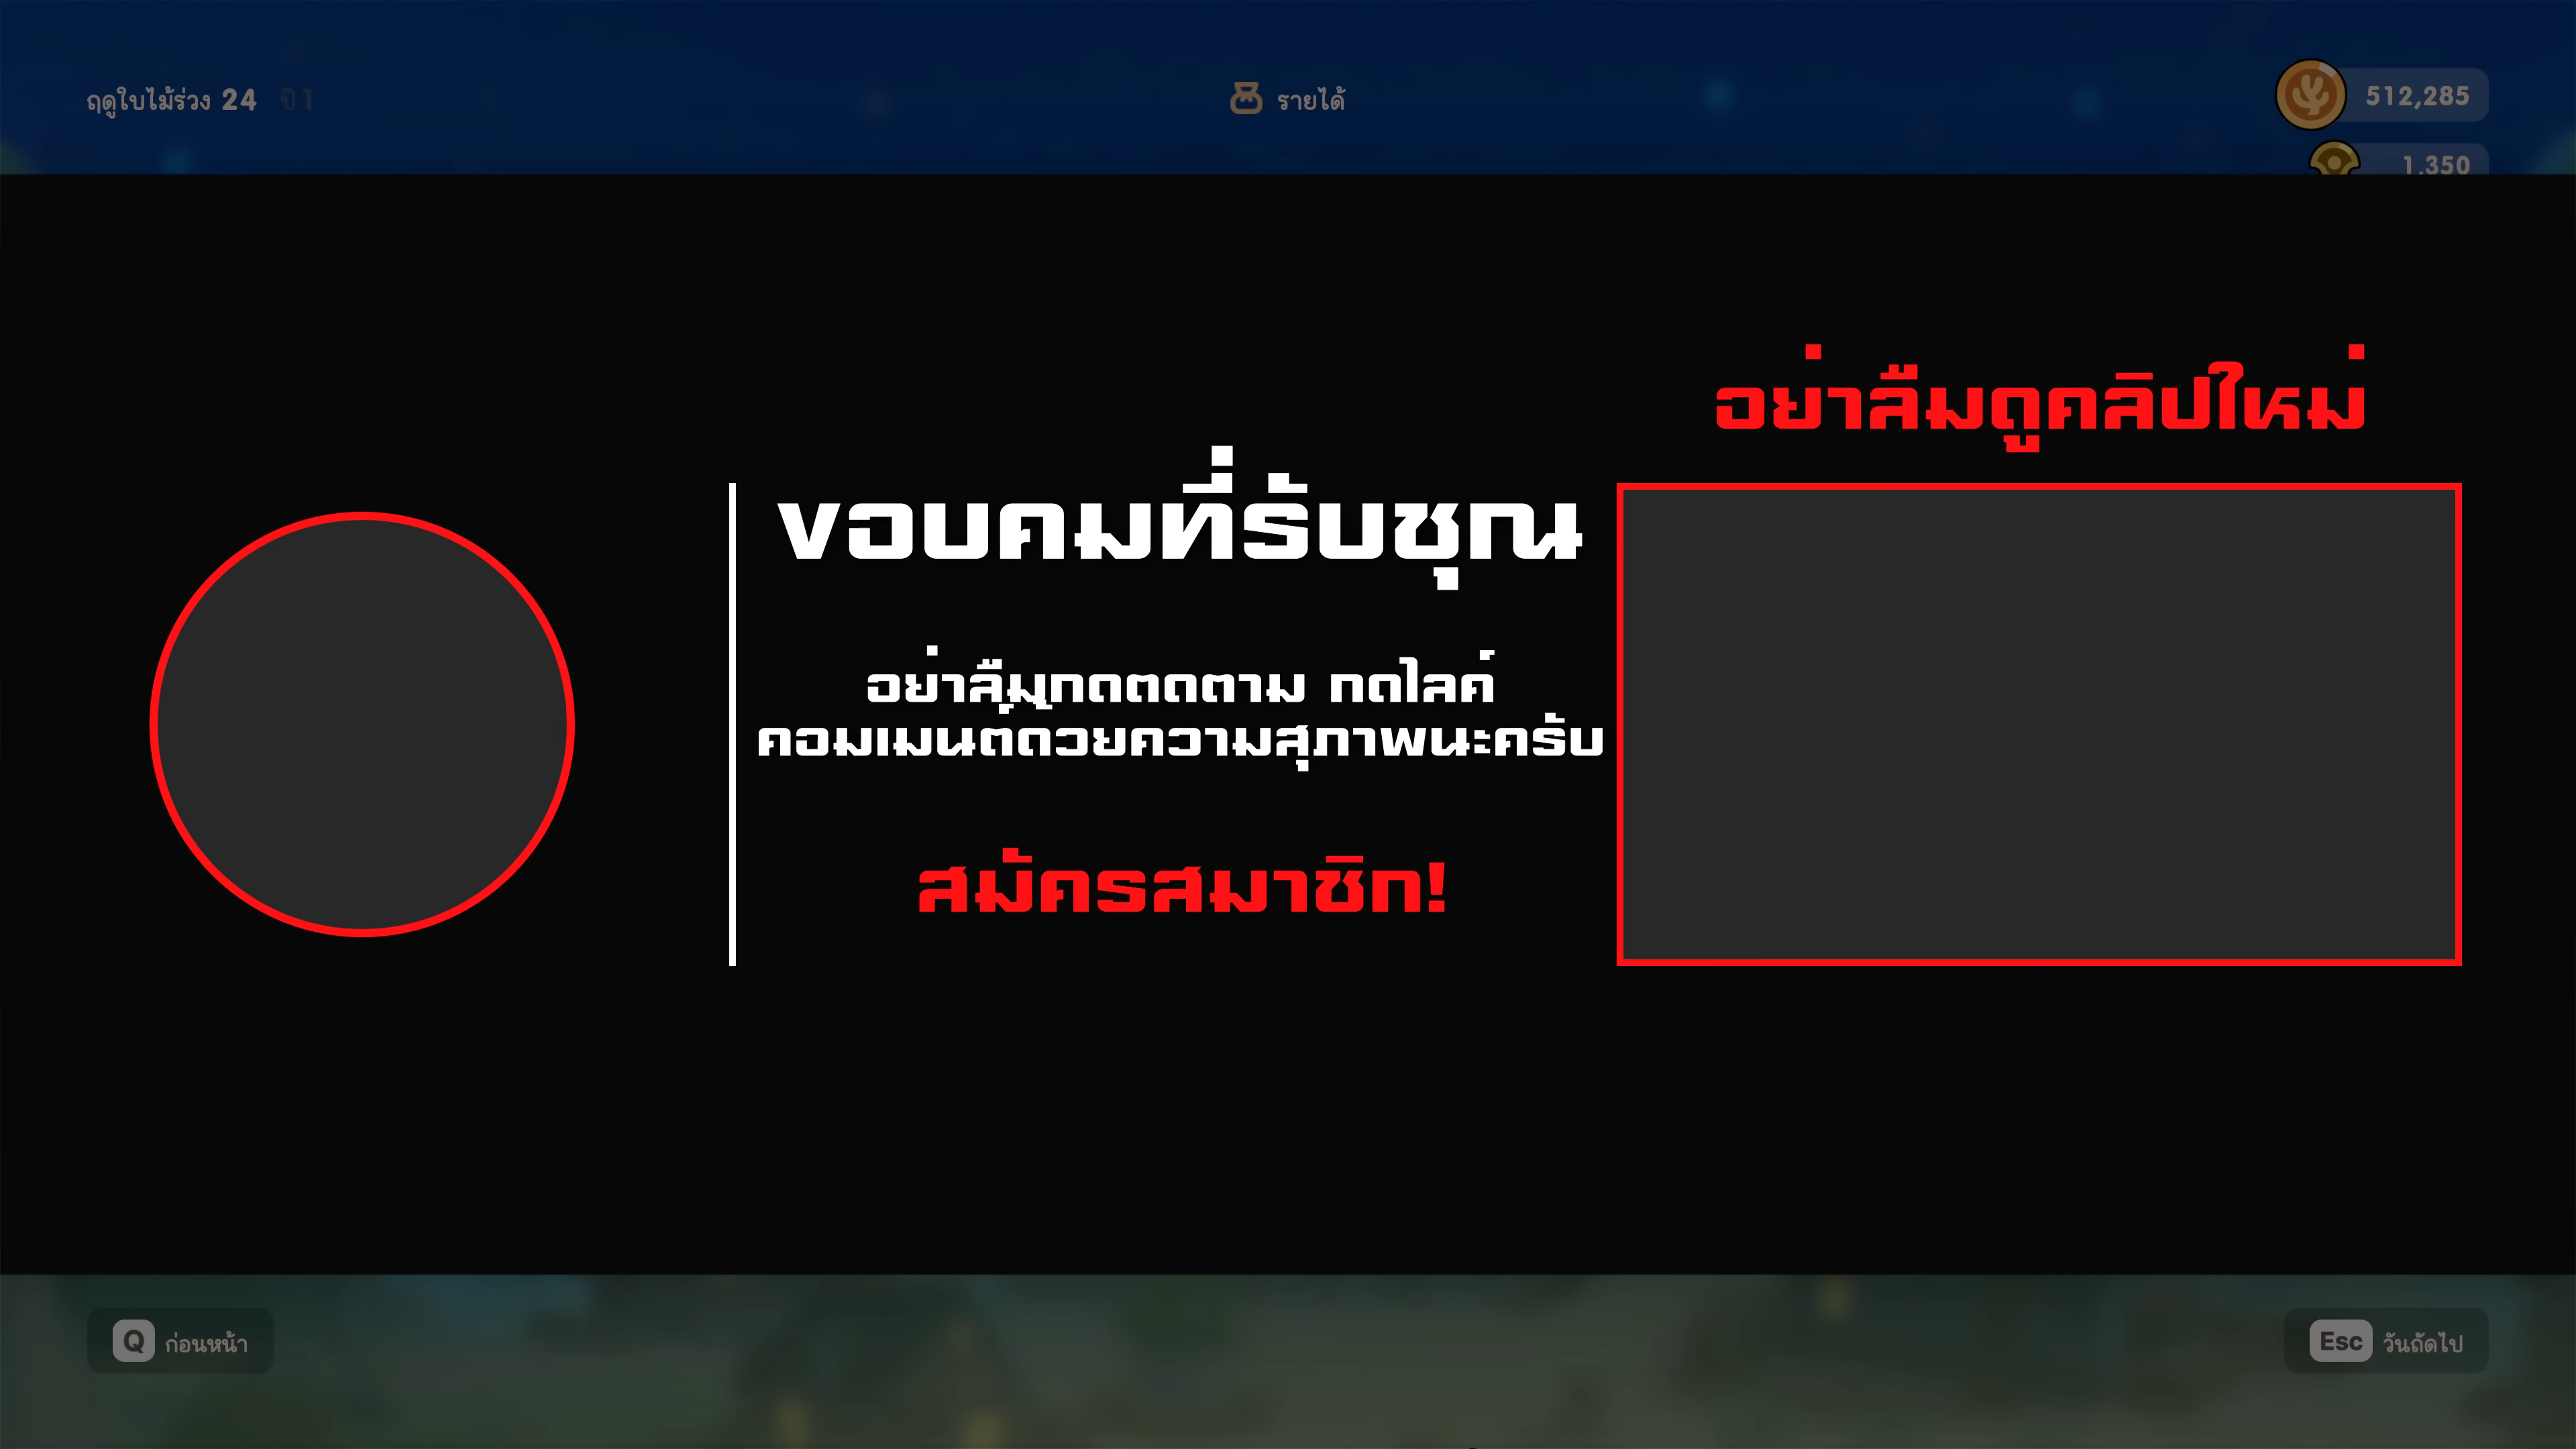 ฤดูใบไม้ร่วง 24 ปี 1
รายได้
512,285
1,350
อย่าลืมดูคลิปใหม่
ขอบคมที่รับชุณ
อย่าลืมกดตดตาม กดไลค์
คอมเมนต์ด้วยความสุภาพนะครับ
สมัครสมาชิก!
Q ก่อนหน้า
Esc วันถัดไป